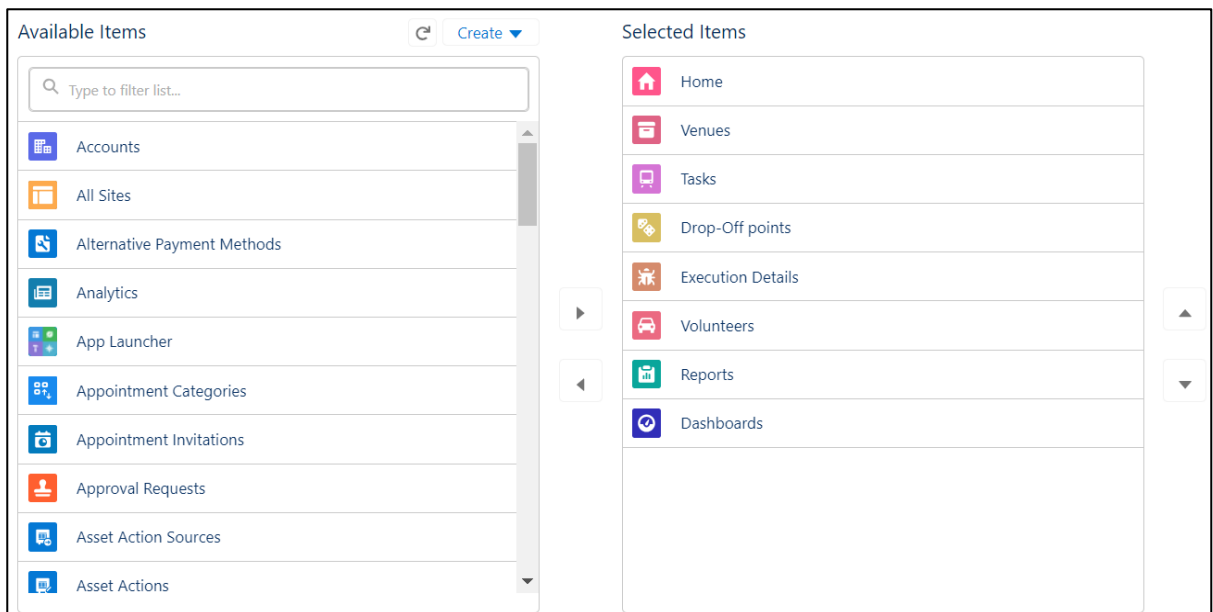 Available Items
Create
Type to filter list...
Accounts
All Sites
Alternative Payment Methods
Analytics
App Launcher
Appointment Categories
Appointment Invitations
Approval Requests
Asset Action Sources
Asset Actions
Selected Items
Home
Venues
Tasks
Drop-Off points
Execution Details
Volunteers
Reports
Dashboards